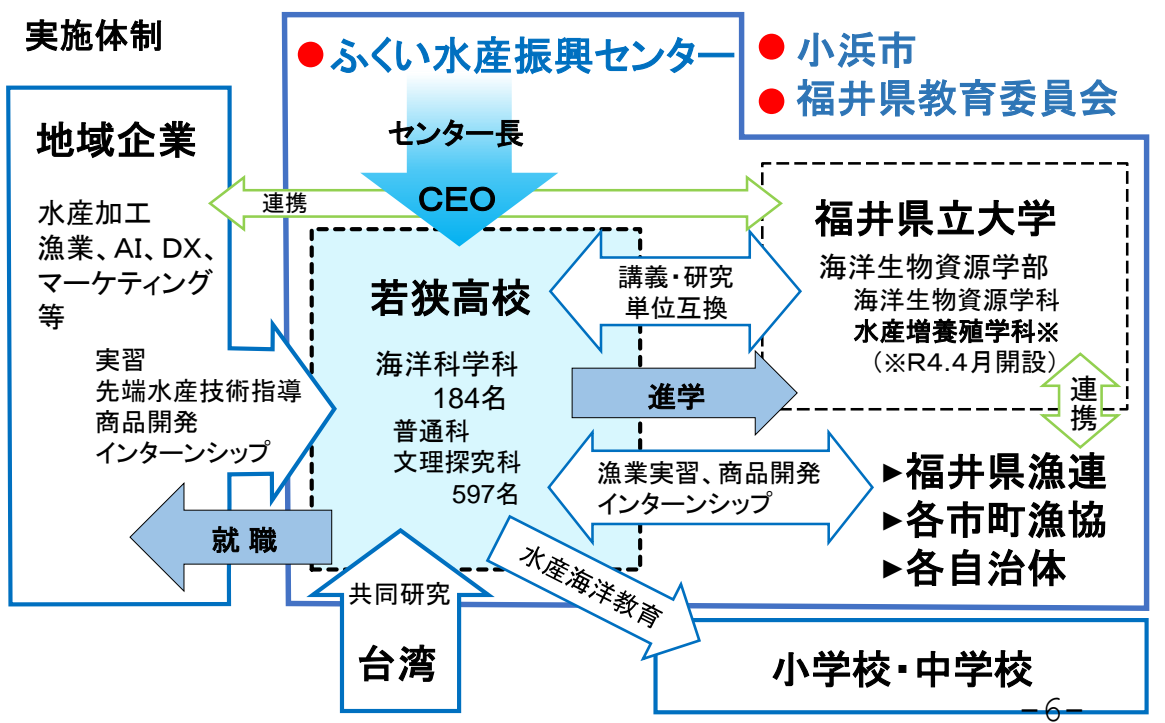 実施体制
●ふくい水産振興センター
●小浜市
●福井県教育委員会
センター長
CEO
地域企業
水産加工
漁業、AI、DX、
マーケティング
等
実習
先端水産技術指導
商品開発
インターンシップ
連携
若狭高校
海洋科学科
184名
普通科
文理探究科
597名
講義・研究
単位互換
福井県立大学
海洋生物資源学部
海洋生物資源学科
水産増養殖学科※
（※R4.4月開設）
進学
連携
漁業実習、商品開発
インターンシップ
▶福井県漁連
▶各市町漁協
▶各自治体
就職
共同研究
台湾
水産海洋教育
小学校・中学校
-6-